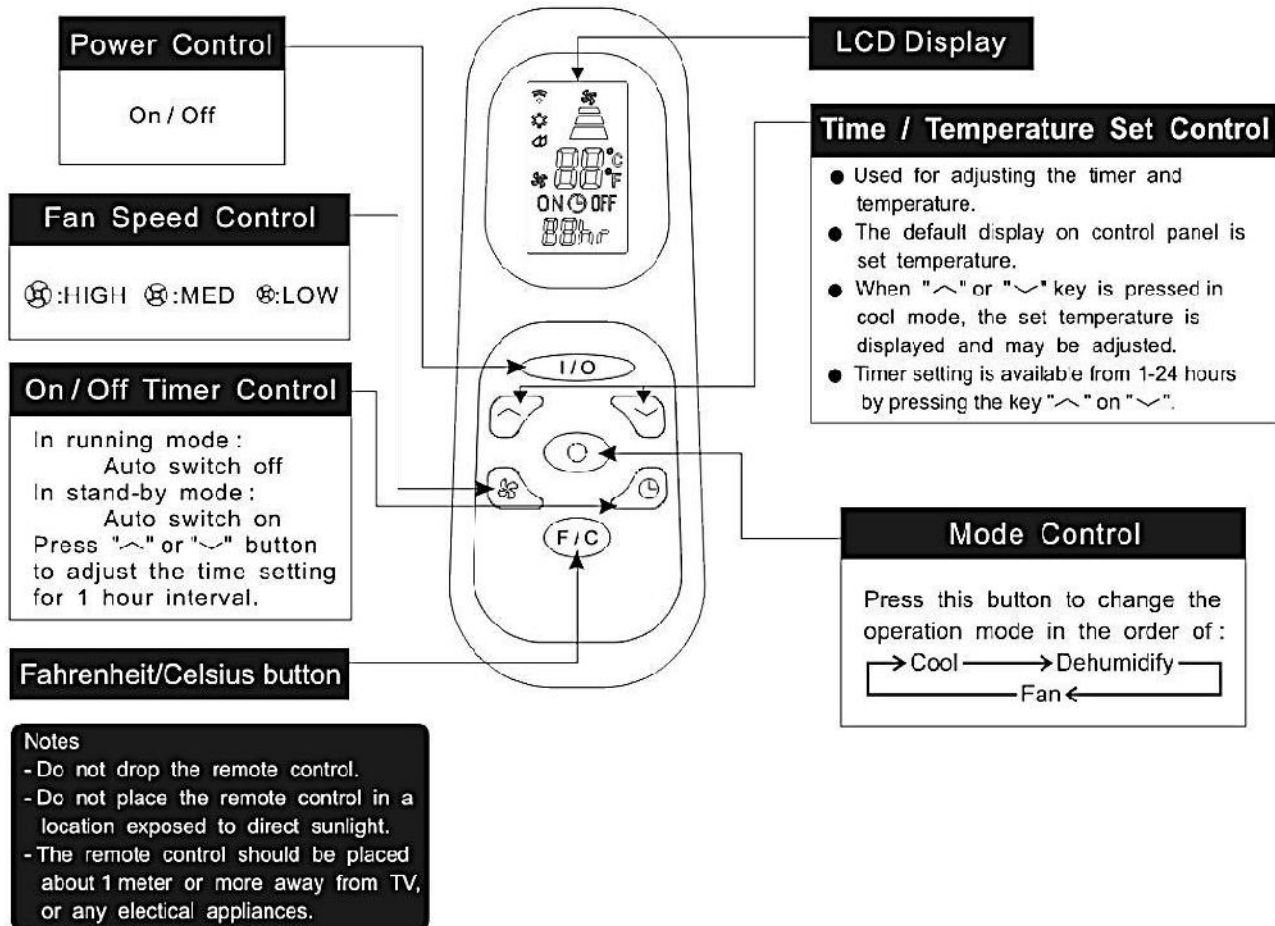 Power Control
On / Off
Fan Speed Control
:HIGH :MED :LOW
On / Off Timer Control
In running mode :
Auto switch off
In stand-by mode :
Auto switch on
Press "︿" or "﹀" button
to adjust the time setting
for 1 hour interval.
Fahrenheit/Celsius button
Notes
- Do not drop the remote control.
- Do not place the remote control in a
location exposed to direct sunlight.
- The remote control should be placed
about 1 meter or more away from TV,
or any electical appliances.
88°C
°F
ON OFF
88hr
I/O
F/C
LCD Display
Time / Temperature Set Control
● Used for adjusting the timer and
temperature.
● The default display on control panel is
set temperature.
● When "︿" or "﹀" key is pressed in
cool mode, the set temperature is
displayed and may be adjusted.
● Timer setting is available from 1-24 hours
by pressing the key "︿" on "﹀".
Mode Control
Press this button to change the
operation mode in the order of :
Cool Dehumidify
Fan